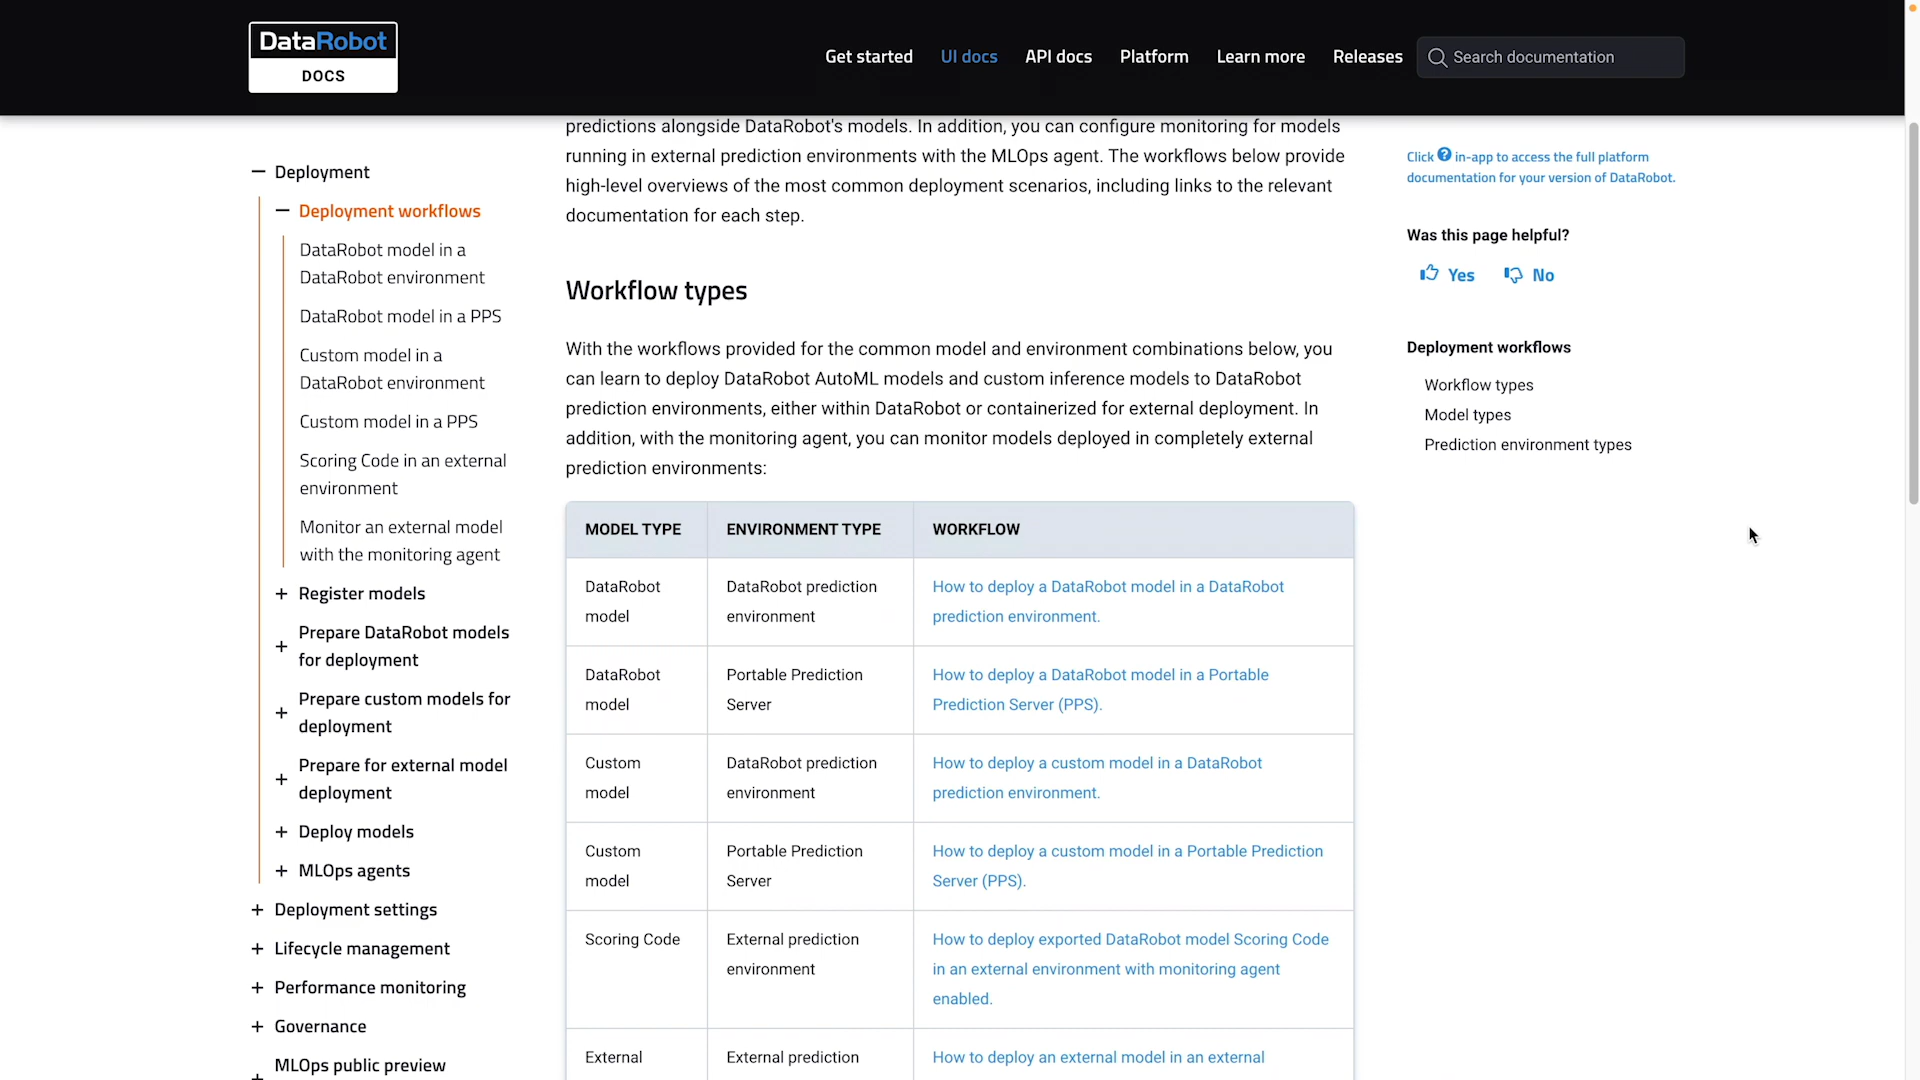 DataRobot
DOCS
Get started
UI docs
API docs
Platform
Learn more
Releases
Search documentation
Deployment
Deployment workflows
DataRobot model in a
DataRobot environment
DataRobot model in a PPS
Custom model in a
DataRobot environment
Custom model in a PPS
Scoring Code in an external
environment
Monitor an external model
with the monitoring agent
Register models
Prepare DataRobot models
for deployment
Prepare custom models for
deployment
Prepare for external model
deployment
Deploy models
MLOps agents
Deployment settings
Lifecycle management
Performance monitoring
Governance
MLOps public preview
predictions alongside DataRobot's models. In addition, you can configure monitoring for models
running in external prediction environments with the MLOps agent. The workflows below provide
high-level overviews of the most common deployment scenarios, including links to the relevant
documentation for each step.
Workflow types
With the workflows provided for the common model and environment combinations below, you
can learn to deploy DataRobot AutoML models and custom inference models to DataRobot
prediction environments, either within DataRobot or containerized for external deployment. In
addition, with the monitoring agent, you can monitor models deployed in completely external
prediction environments:
MODEL TYPE
ENVIRONMENT TYPE
WORKFLOW
DataRobot
model
DataRobot prediction
environment
How to deploy a DataRobot model in a DataRobot
prediction environment.
DataRobot
model
Portable Prediction
Server
How to deploy a DataRobot model in a Portable
Prediction Server (PPS).
Custom
model
DataRobot prediction
environment
How to deploy a custom model in a DataRobot
prediction environment.
Custom
model
Portable Prediction
Server
How to deploy a custom model in a Portable Prediction
Server (PPS).
Scoring Code
External prediction
environment
How to deploy exported DataRobot model Scoring Code
in an external environment with monitoring agent
enabled.
External
External prediction
How to deploy an external model in an external
Click ? in-app to access the full platform
documentation for your version of DataRobot.
Was this page helpful?
Yes
No
Deployment workflows
Workflow types
Model types
Prediction environment types